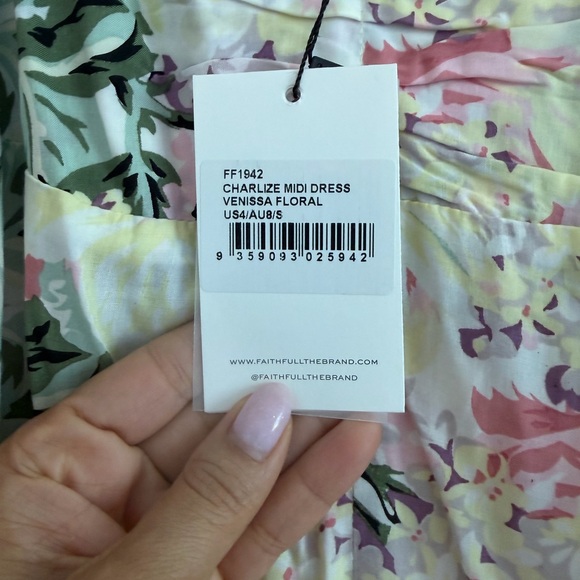 FF1942
CHARLIZE MIDI DRESS
VENISSA FLORAL
US4/AU8/S
9 359093 025942
WWW.FAITHFULLTHEBRAND.COM
@FAITHFULLTHEBRAND